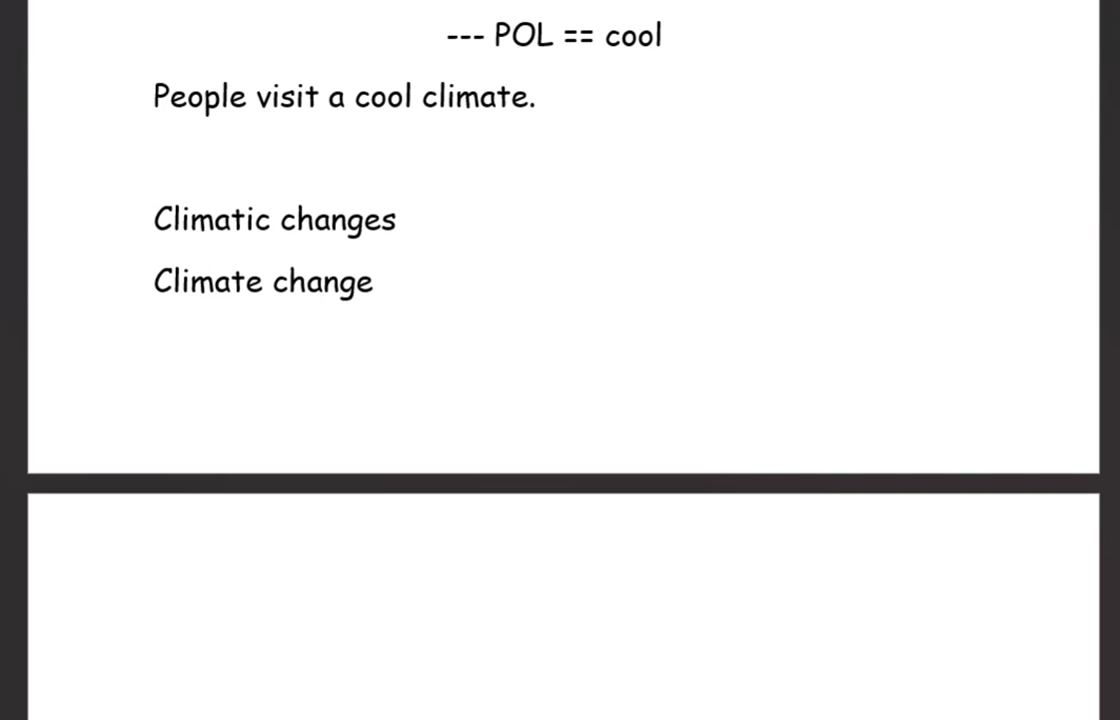 --- POL == cool
People visit a cool climate.
Climatic changes
Climate change